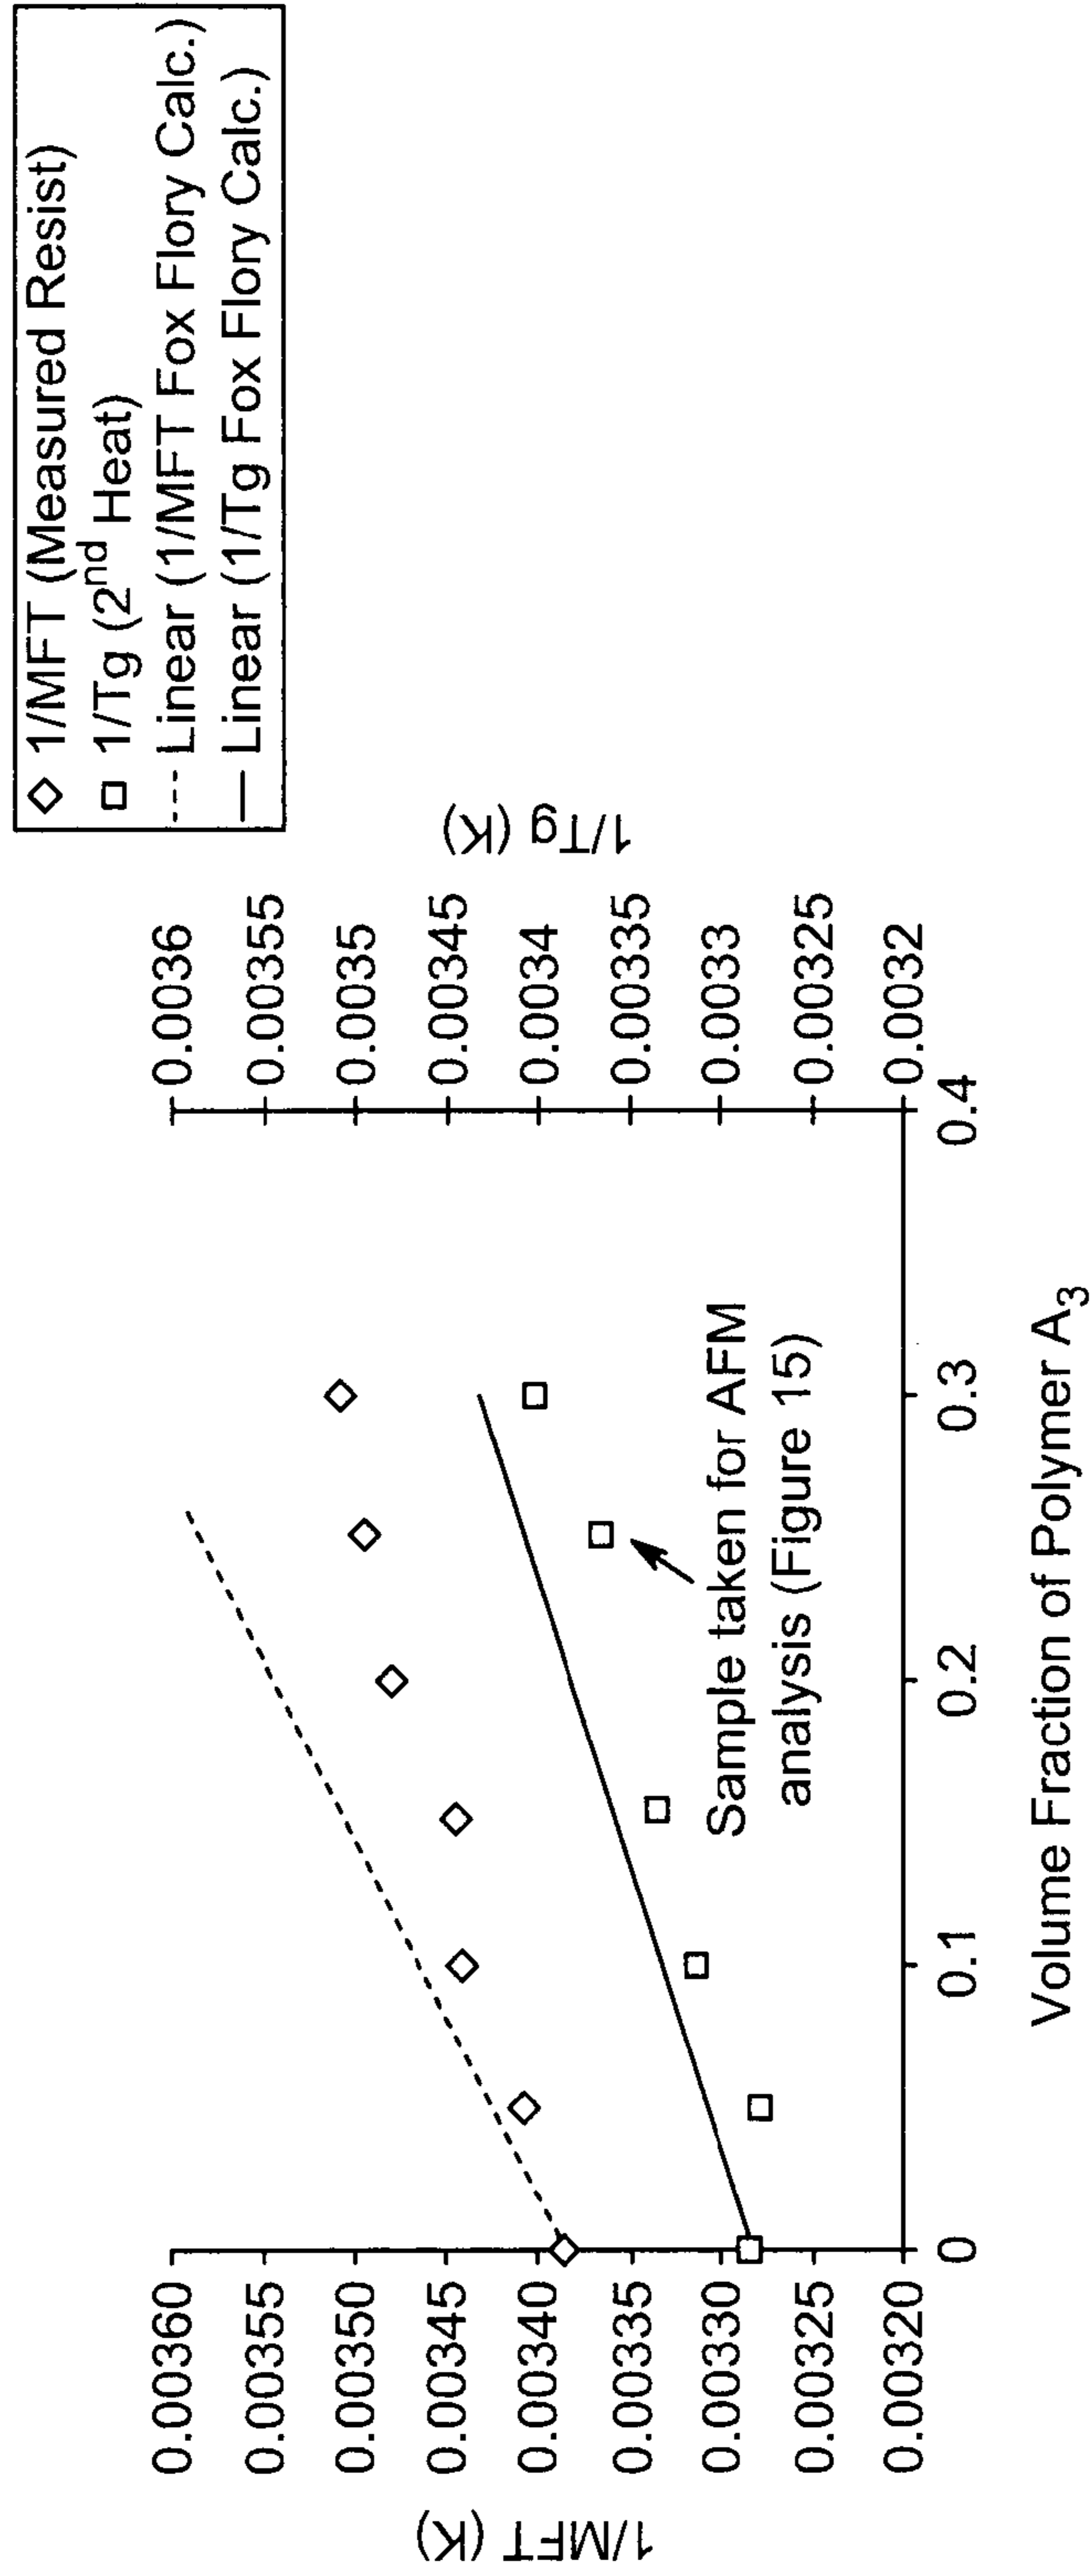 ◇ 1/MFT (Measured Resist)
□ 1/Tg (2nd Heat)
--- Linear (1/MFT Fox Flory Calc.)
— Linear (1/Tg Fox Flory Calc.)
1/MFT (K)
0.00360
0.00355
0.00350
0.00345
0.00340
0.00335
0.00330
0.00325
0.00320
1/Tg (K)
0.0036
0.00355
0.0035
0.00345
0.0034
0.00335
0.0033
0.00325
0.0032
Sample taken for AFM
analysis (Figure 15)
0 0.1 0.2 0.3 0.4
Volume Fraction of Polymer A3